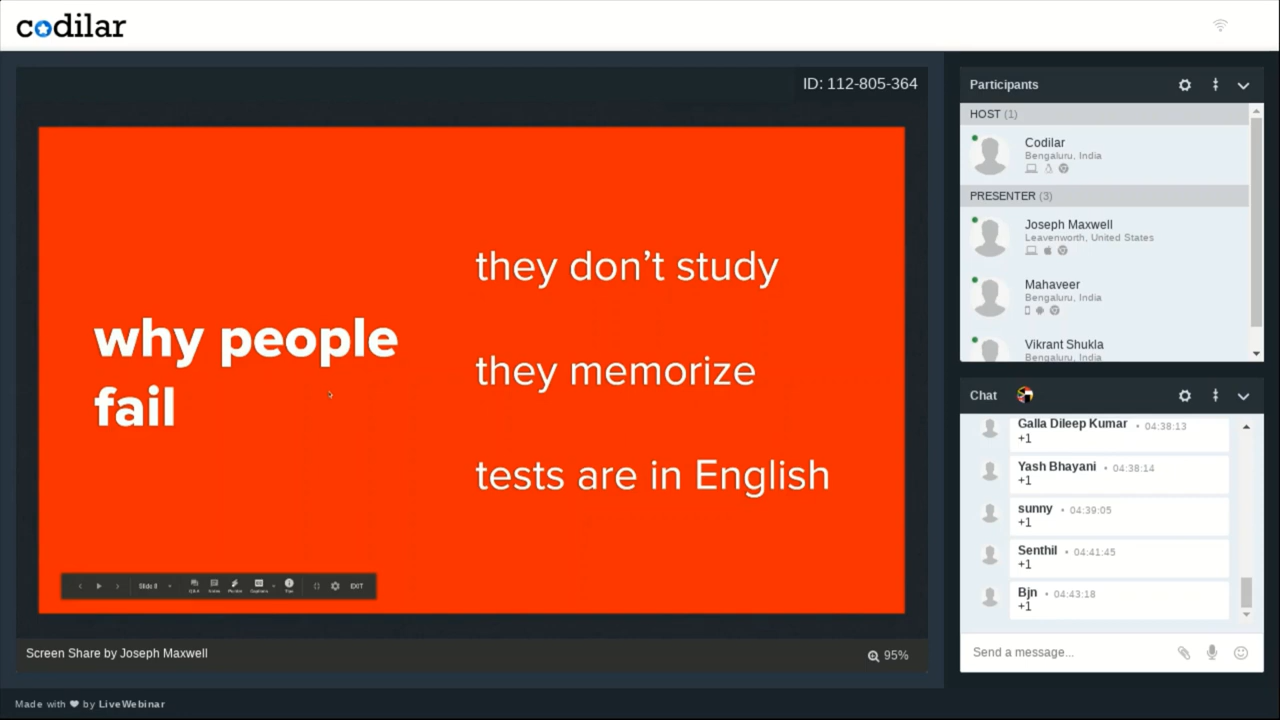 codilar
ID: 112-805-364
why people
fail
they don’t study
they memorize
tests are in English
Slide 8
EXIT
Screen Share by Joseph Maxwell
95%
Participants
HOST (1)
Codilar
Bengaluru, India
PRESENTER (3)
Joseph Maxwell
Leavenworth, United States
Mahaveer
Bengaluru, India
Vikrant Shukla
Bengaluru, India
Chat
Galla Dileep Kumar • 04:38:13
+1
Yash Bhayani • 04:38:14
+1
sunny • 04:39:05
+1
Senthil • 04:41:45
+1
Bjn • 04:43:18
+1
Send a message...
Made with ❤ by LiveWebinar